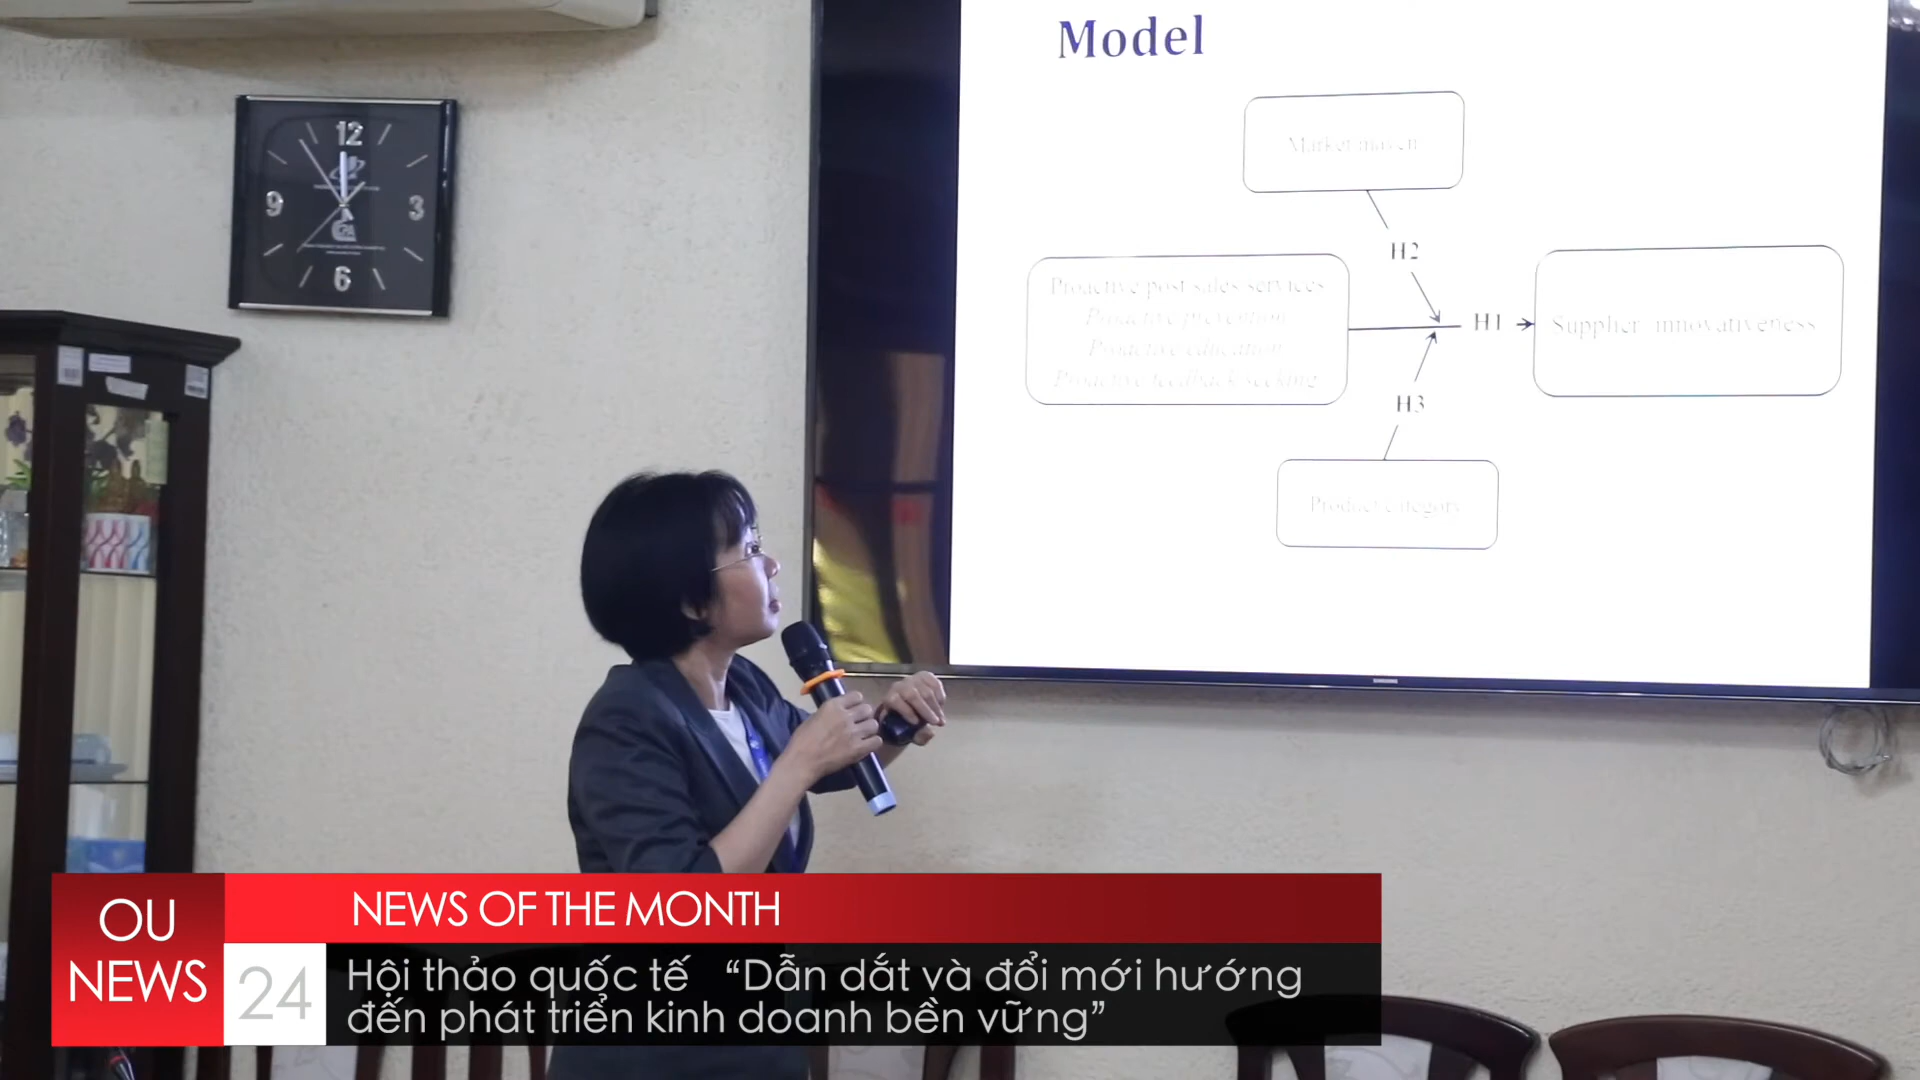 Model
12
3
6
9
Market maven
H2
Proactive post sales services
Proactive prevention
Proactive education
Proactive feedback seeking
H1
Supplier innovativeness
H3
Product category
SAMSUNG
OU
NEWS
24
NEWS OF THE MONTH
Hội thảo quốc tế “Dẫn dắt và đổi mới hướng
đến phát triển kinh doanh bền vững”